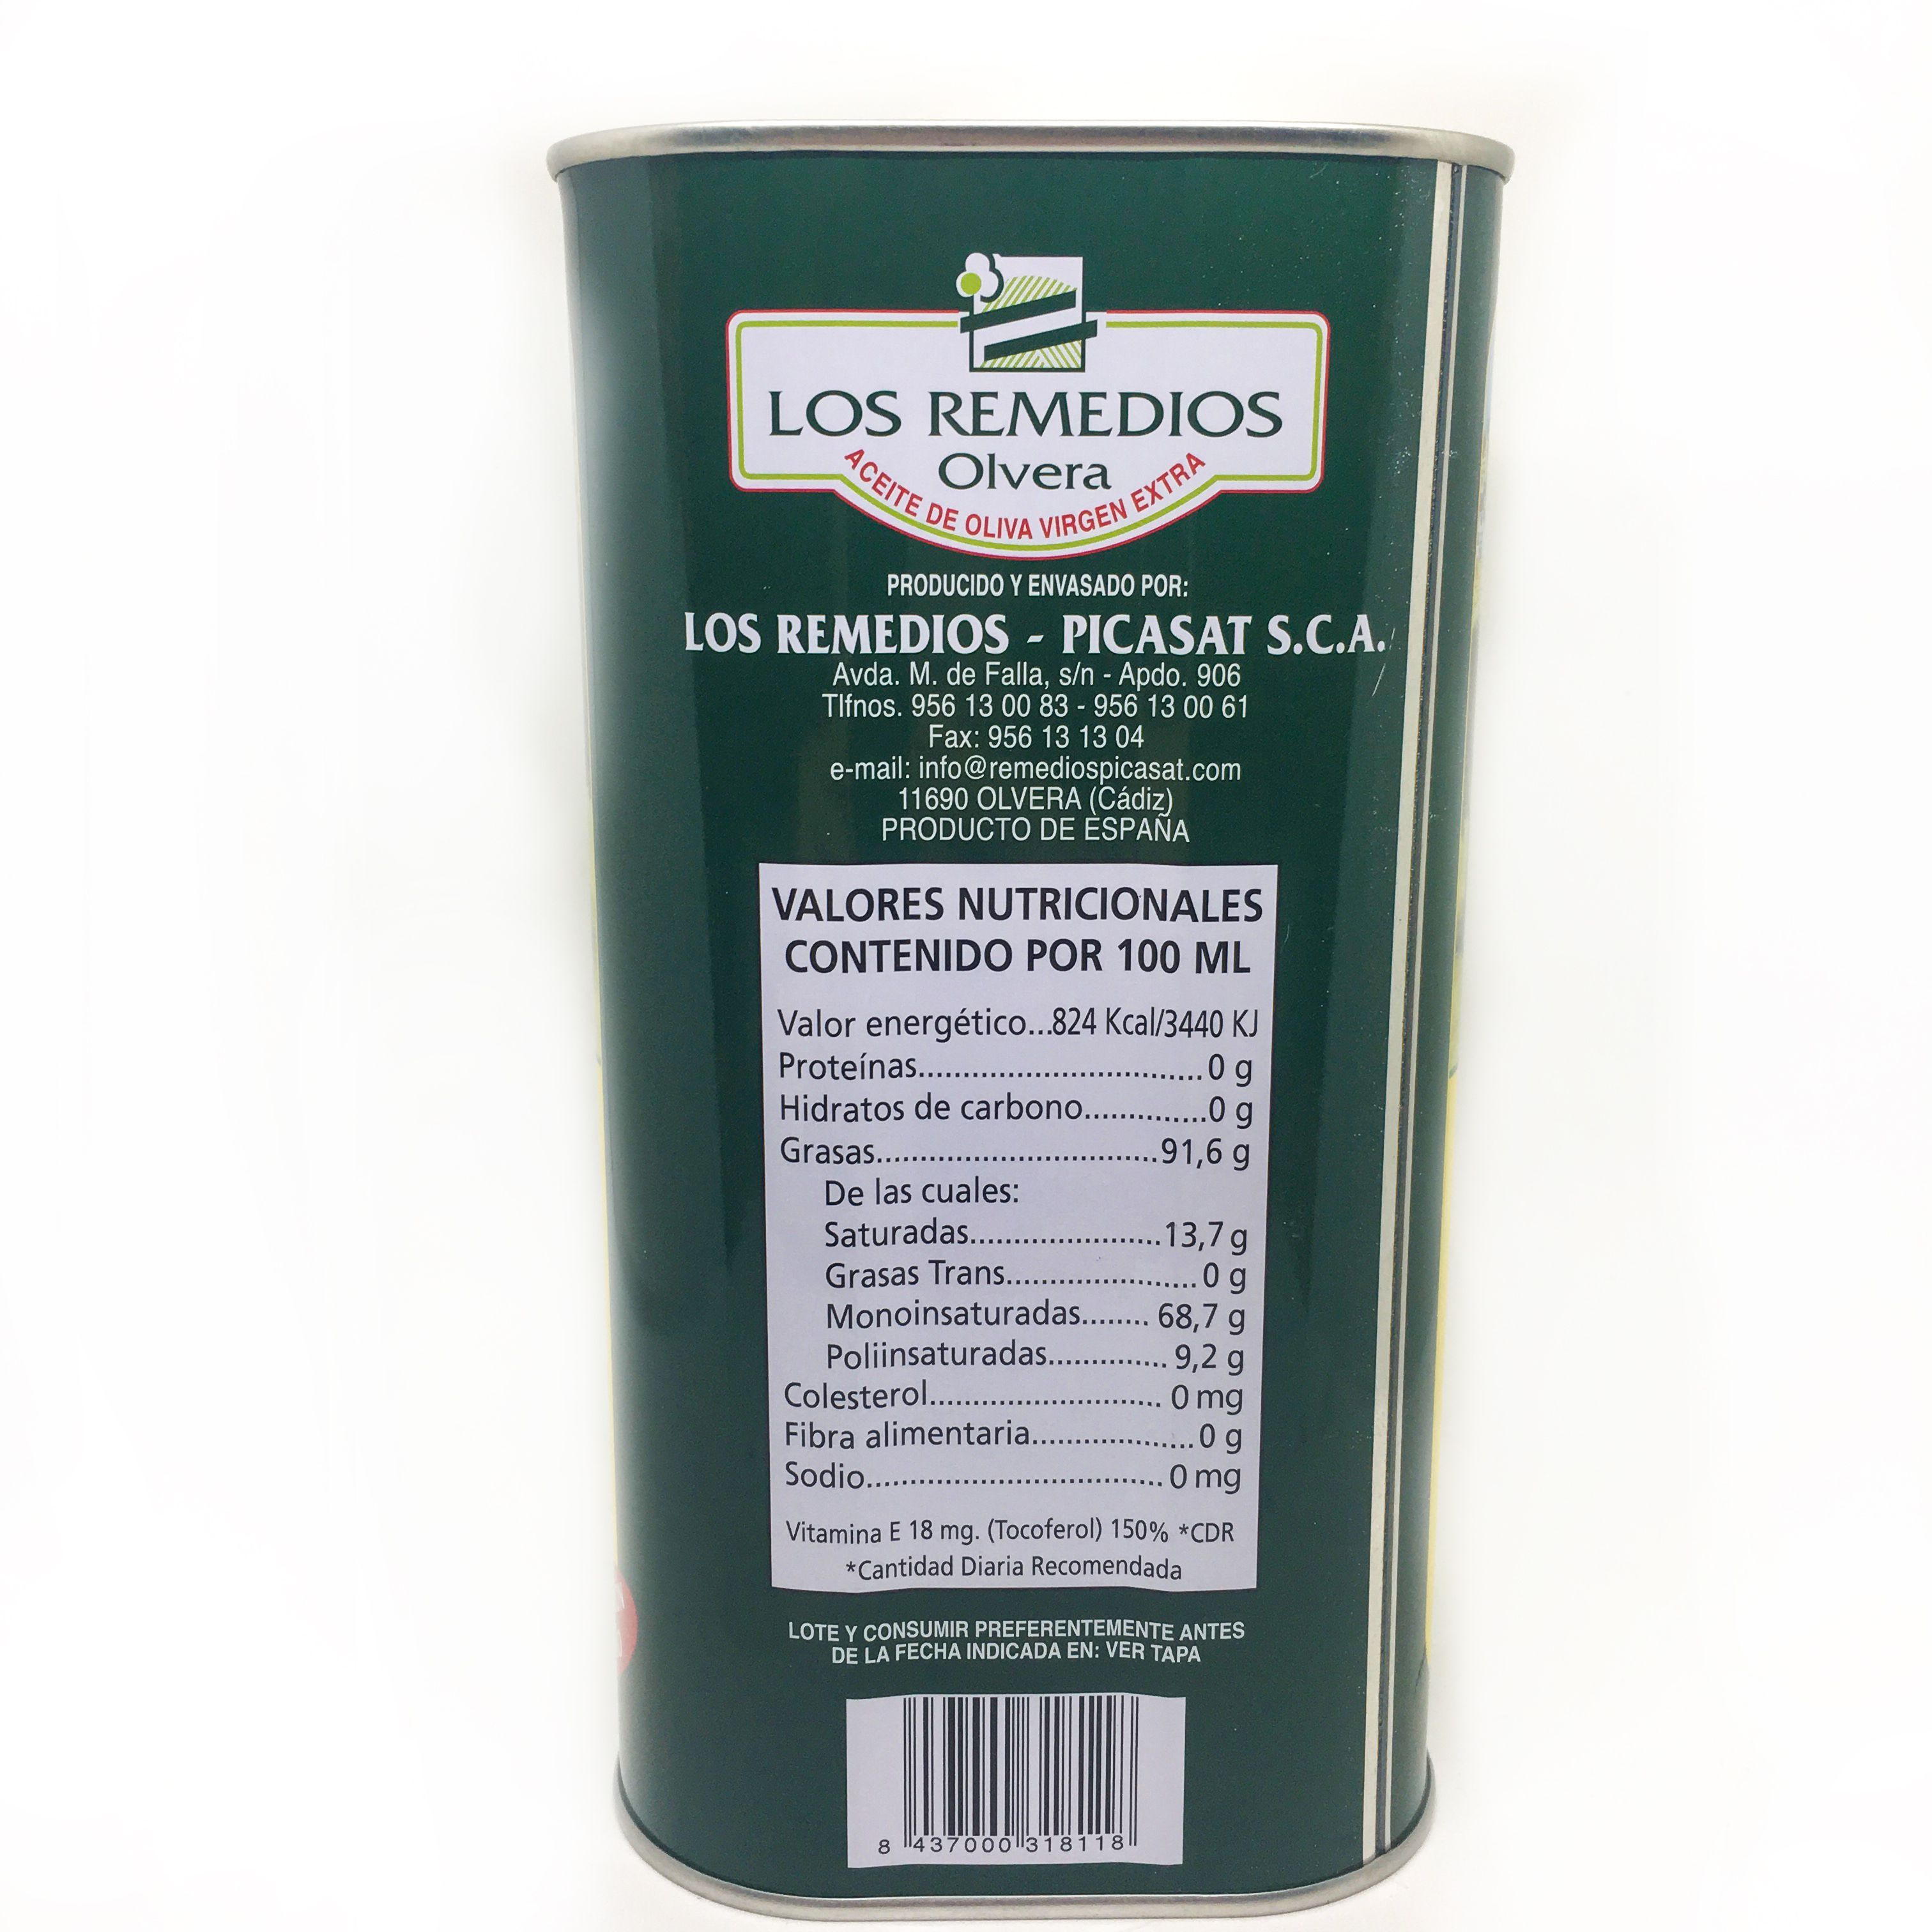 LOS REMEDIOS
Olvera
ACEITE DE OLIVA VIRGEN EXTRA
PRODUCIDO Y ENVASADO POR:
LOS REMEDIOS - PICASAT S.C.A.
Avda. M. de Falla, s/n - Apdo. 906
Tlfnos. 956 13 00 83 - 956 13 00 61
Fax: 956 13 13 04
e-mail: info@remediospicasat.com
11690 OLVERA (Cádiz)
PRODUCTO DE ESPAÑA
VALORES NUTRICIONALES
CONTENIDO POR 100 ML
Valor energético...824 Kcal/3440 KJ
Proteínas................................0 g
Hidratos de carbono..............0 g
Grasas................................91,6 g
De las cuales:
Saturadas......................13,7 g
Grasas Trans......................0 g
Monoinsaturadas........ 68,7 g
Poliinsaturadas.............. 9,2 g
Colesterol.......................... 0 mg
Fibra alimentaria...................0 g
Sodio.................................. 0 mg
Vitamina E 18 mg. (Tocoferol) 150% *CDR
*Cantidad Diaria Recomendada
LOTE Y CONSUMIR PREFERENTEMENTE ANTES
DE LA FECHA INDICADA EN: VER TAPA
8 437000 318118